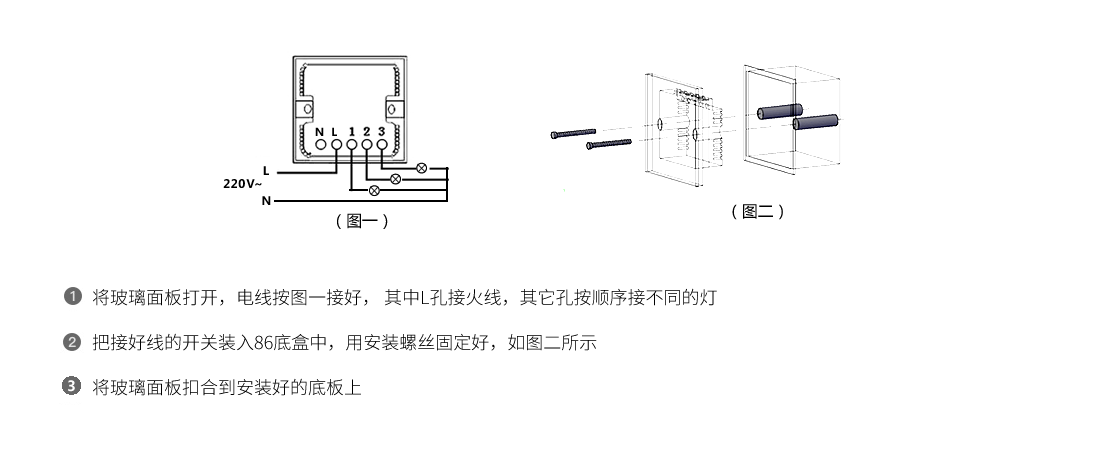 N L 1 2 3
L
220V~
N
（图一）
（图二）
1 将玻璃面板打开，电线按图一接好， 其中L孔接火线，其它孔按顺序接不同的灯
2 把接好线的开关装入86底盒中，用安装螺丝固定好，如图二所示
3 将玻璃面板扣合到安装好的底板上